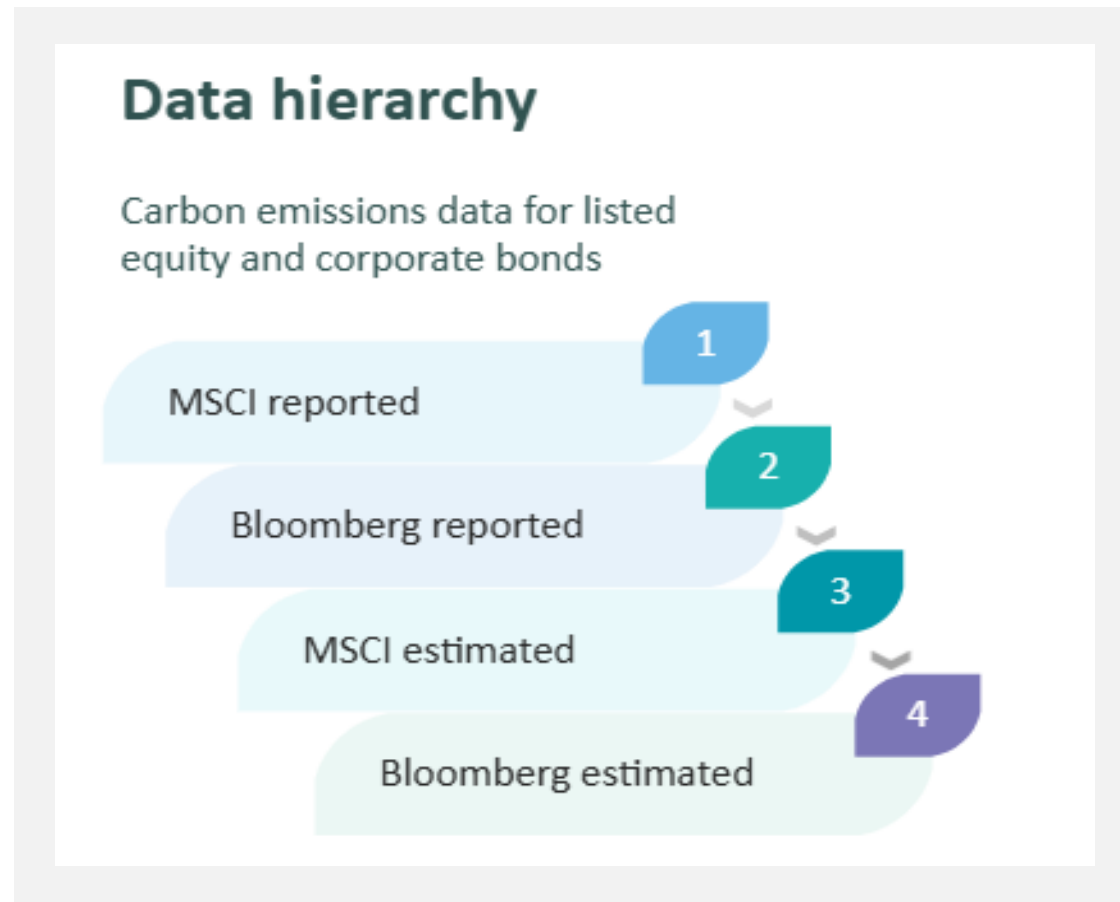 Data hierarchy
Carbon emissions data for listed
equity and corporate bonds
1
MSCI reported
2
Bloomberg reported
3
MSCI estimated
4
Bloomberg estimated